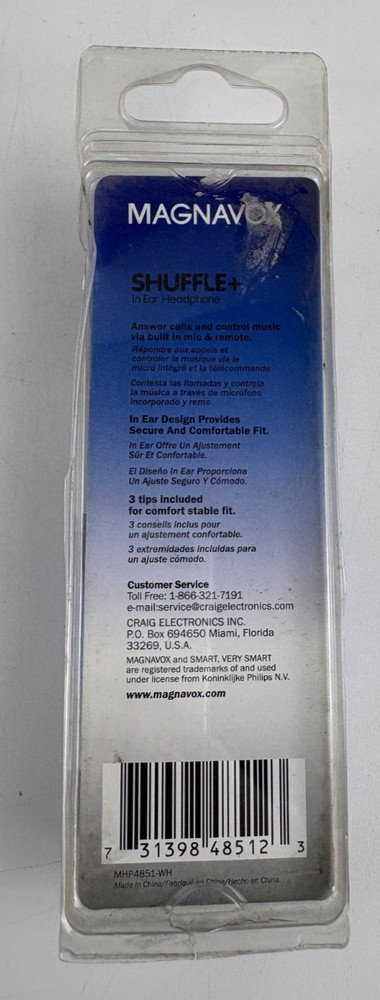 MAGNAVOX
SHUFFLE+
In Ear Headphone
Answer calls and control music
via built in mic & remote.
Répondre aux appels et
contrôler la musique via le
micro intégré et la télécommande.
Contesta las llamadas y controla
la música a través de micrófono
incorporado y remo.
In Ear Design Provides
Secure And Comfortable Fit.
In Ear Offre Un Ajustement
Sûr Et Confortable.
El Diseño In Ear Proporciona
Un Ajuste Seguro Y Cómodo.
3 tips included
for comfort stable fit.
3 conseils inclus pour
un ajustement confortable.
3 extremidades incluidas para
un ajuste cómodo.
Customer Service
Toll Free: 1-866-321-7191
e-mail:service@craigelectronics.com
CRAIG ELECTRONICS INC.
P.O. Box 694650 Miami, Florida
33269, U.S.A.
MAGNAVOX and SMART, VERY SMART
are registered trademarks of and used
under license from Koninklijke Philips N.V.
www.magnavox.com
7 31398 48512 3
MHP4851-WH
Made in China/Fabriqué en Chine/Hecho en China